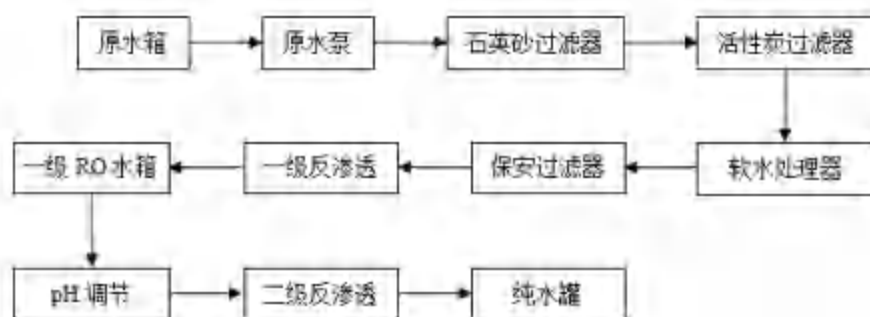 原水箱
原水泵
石英砂过滤器
活性炭过滤器
软水处理器
保安过滤器
一级反渗透
一级 RO 水箱
pH 调节
二级反渗透
纯水罐